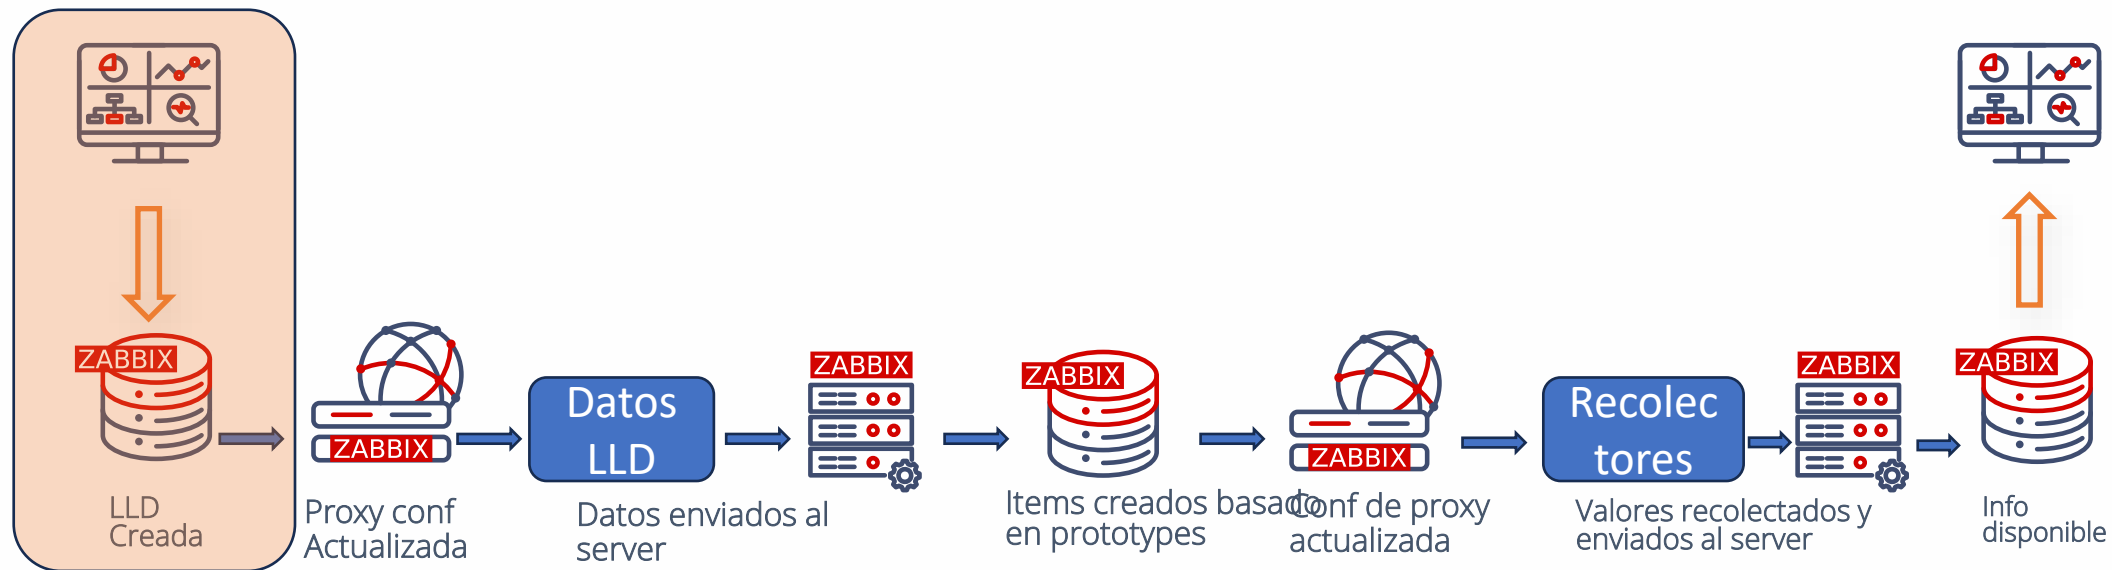 ZABBIX
LLD
Creada
ZABBIX
Proxy conf
Actualizada
Datos
LLD
Datos enviados al
server
ZABBIX
ZABBIX
Items creados basado
en prototypes
ZABBIX
Conf de proxy
actualizada
Recolec
tores
Valores recolectados y
enviados al server
ZABBIX
ZABBIX
Info
disponible